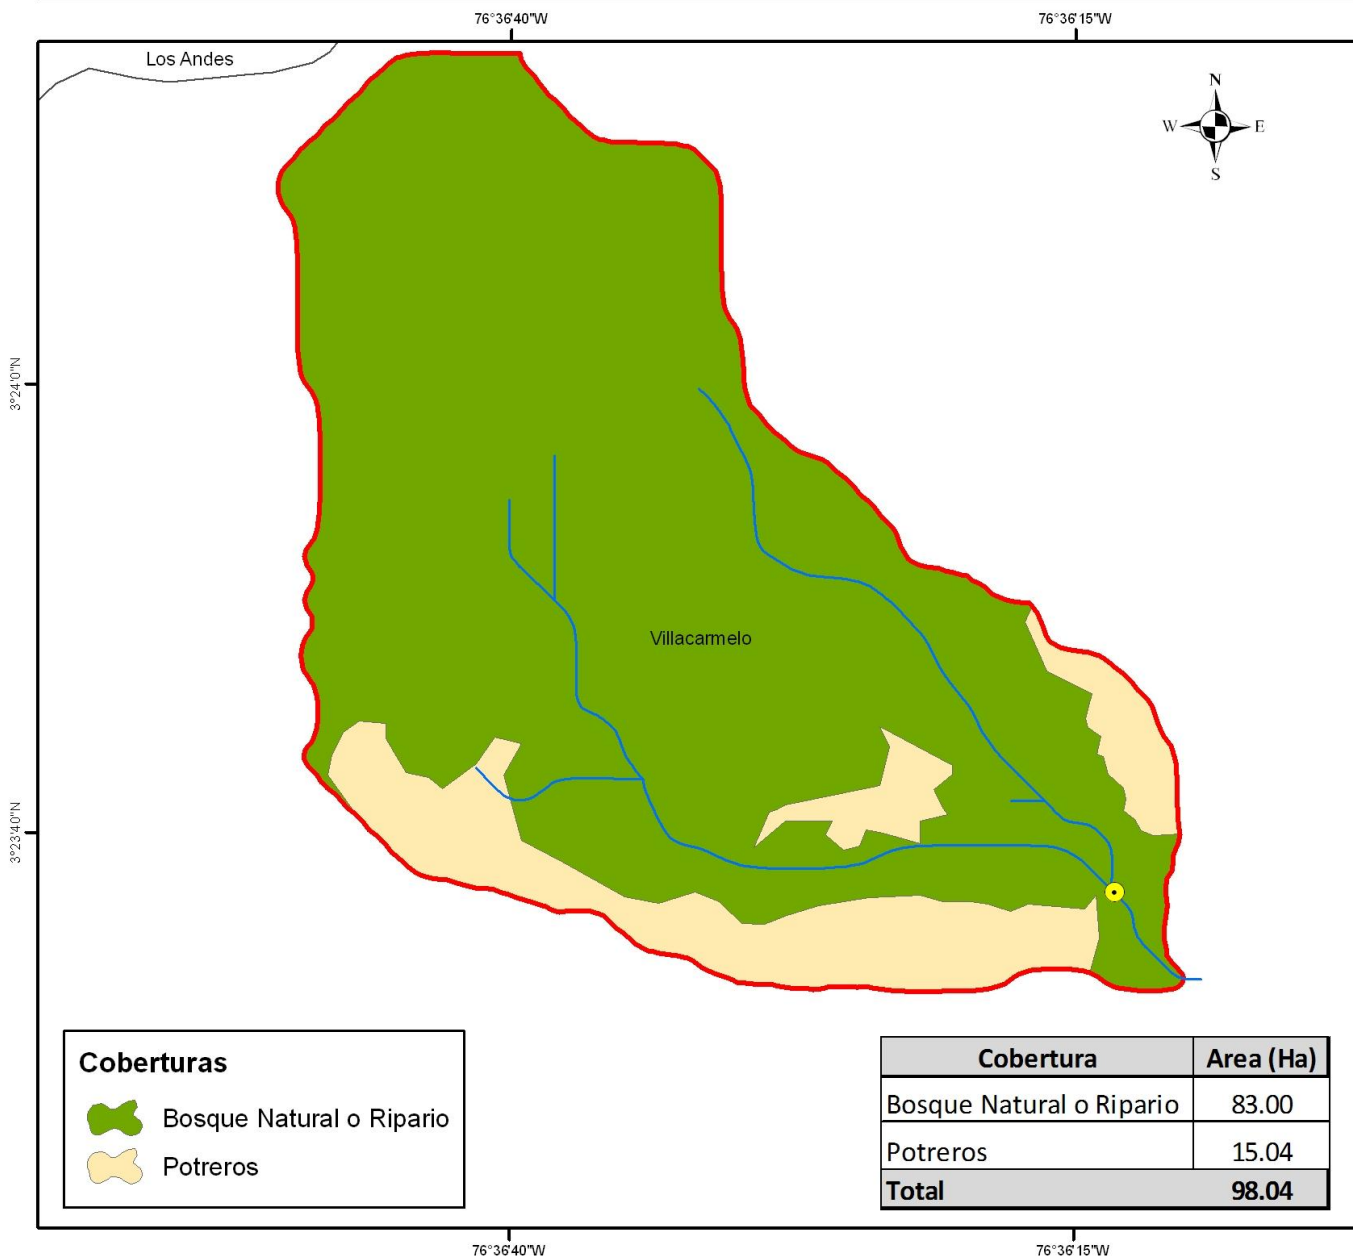 76°36'40"W
76°36'15"W
Los Andes
N
W
E
S
3°24'0"N
Villacarmelo
3°23'40"N
Coberturas
Bosque Natural o Ripario
Potreros
Cobertura Area (Ha)
Bosque Natural o Ripario 83.00
Potreros 15.04
Total 98.04
76°36'40"W
76°36'15"W